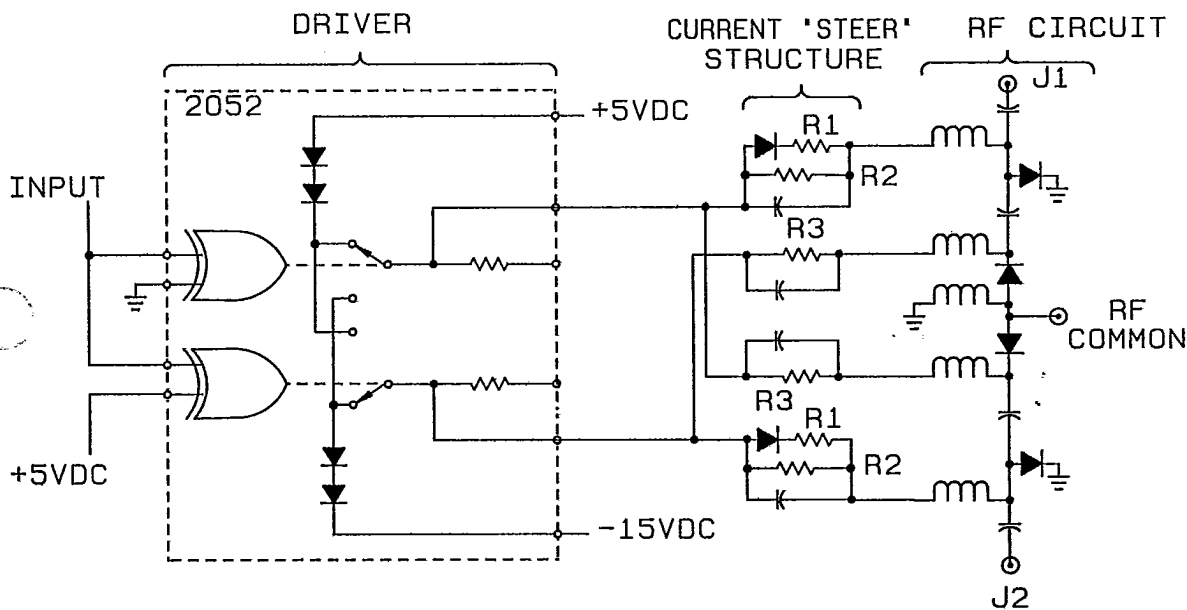 DRIVER
CURRENT "STEER"
STRUCTURE
RF CIRCUIT
J1
2052
+5VDC
R1
R2
INPUT
R3
RF
COMMON
R3
R1
R2
+5VDC
-15VDC
J2